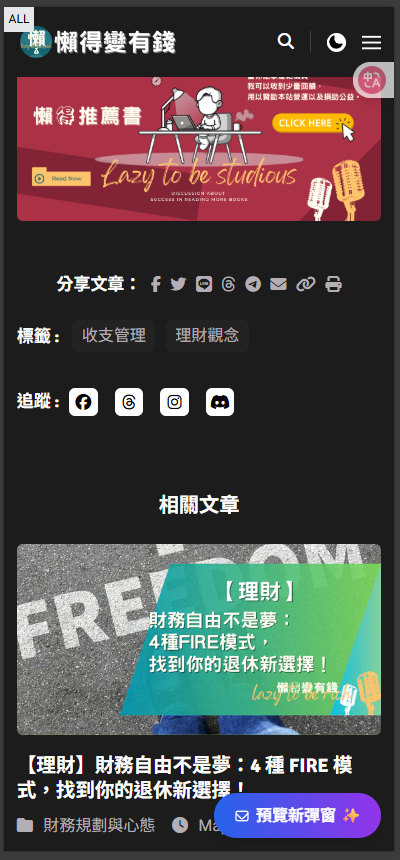 ALL
懶
懶得變有錢
中A
我可以收到少量回饋,
用以贊助本站營運以及捐助公益。
懶得推薦書
CLICK HERE
Read Now
Lazy to be studious
DISCUSSION ABOUT
SUCCESS IN READING MORE BOOKS
分享文章：
LINE
標籤：
收支管理
理財觀念
追蹤：
相關文章
FREEDOM
【理財】
財務自由不是夢：
4種FIRE模式，
找到你的退休新選擇！
懶得變有錢
【理財】財務自由不是夢：4 種 FIRE 模
式，找到你的退休新選擇！
財務規劃與心態
預覽新彈窗 ✨